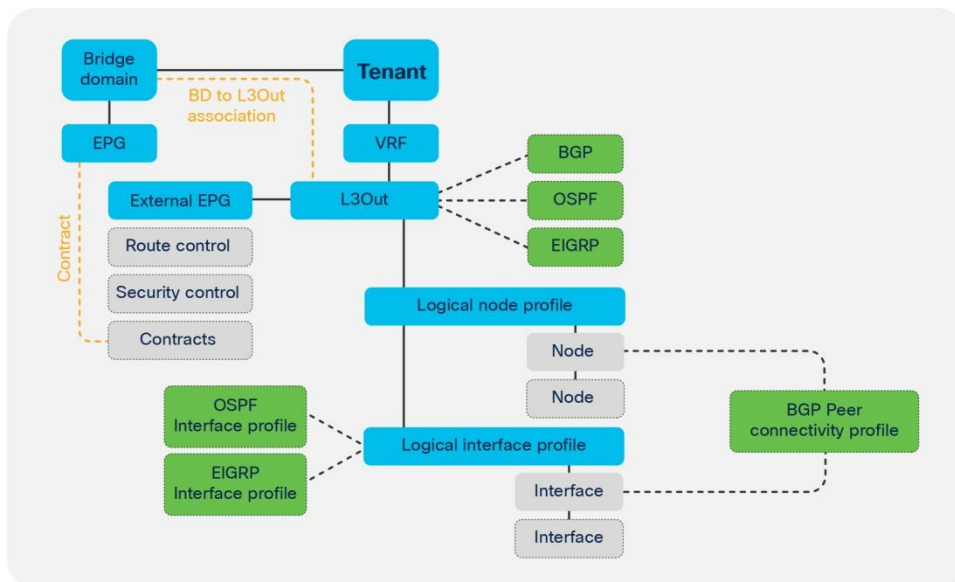 Bridge
domain
Tenant
BD to L3Out
association
EPG
VRF
BGP
External EPG
L3Out
OSPF
Route control
EIGRP
Contract
Security control
Logical node profile
Contracts
Node
Node
OSPF
Interface profile
BGP Peer
connectivity profile
Logical interface profile
EIGRP
Interface profile
Interface
Interface